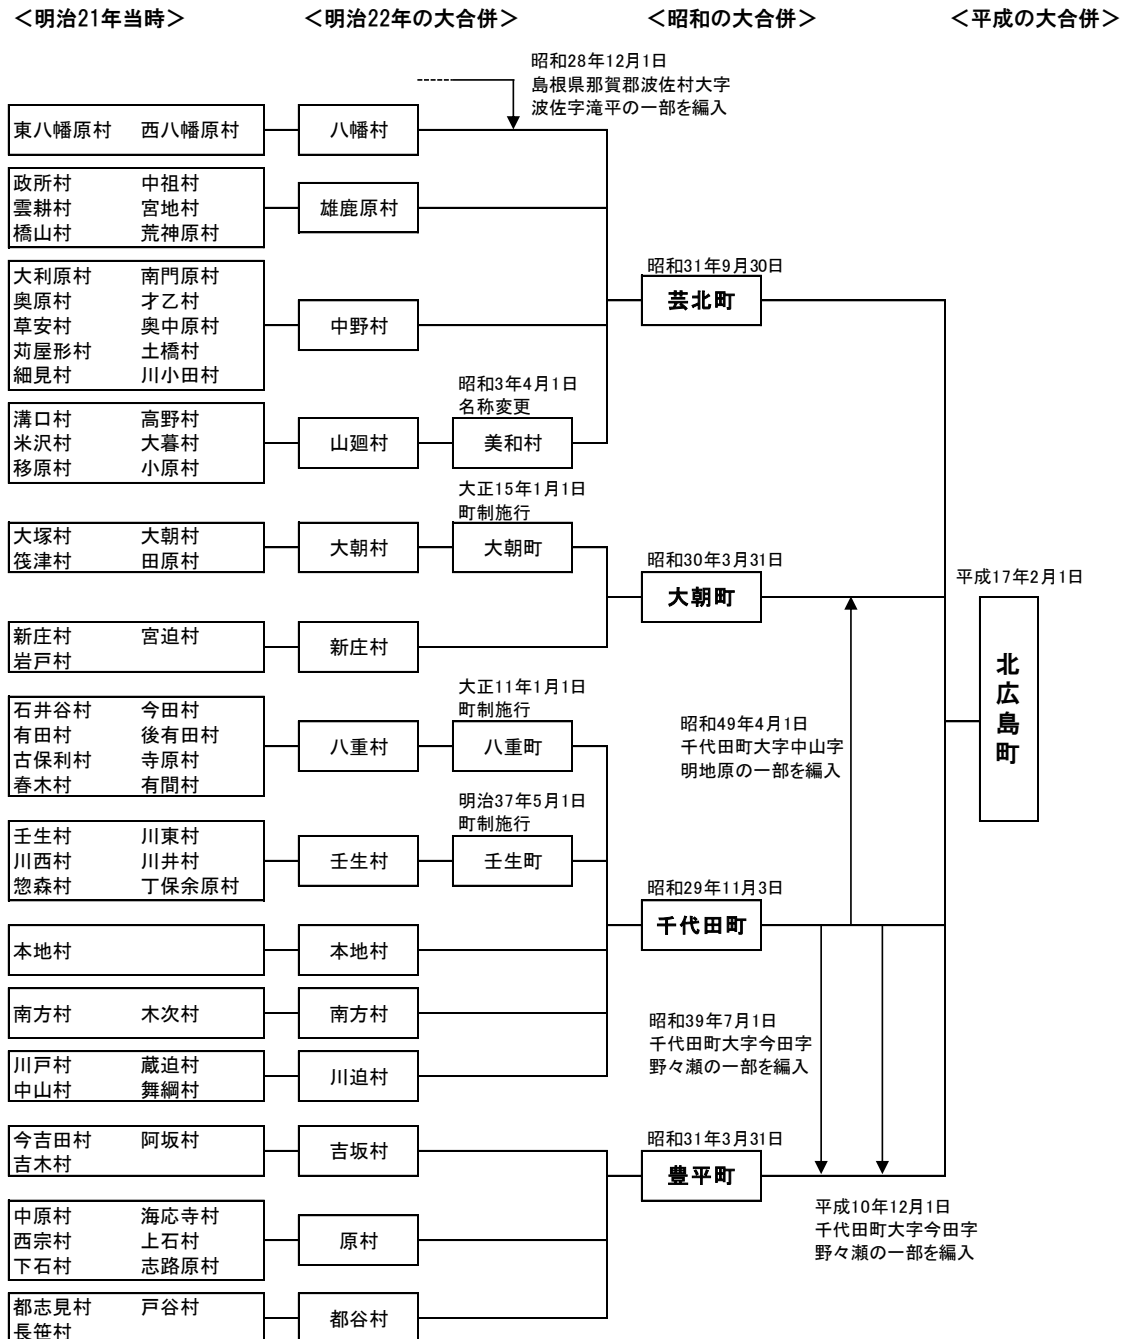 ＜明治21年当時＞ ＜明治22年の大合併＞ ＜昭和の大合併＞ ＜平成の大合併＞
昭和28年12月1日
島根県那賀郡波佐村大字
波佐字滝平の一部を編入
東八幡原村 西八幡原村
八幡村
政所村 中祖村
雲耕村 宮地村
橋山村 荒神原村
雄鹿原村
大利原村 南門原村
奥原村 才乙村
草安村 奥中原村
苅屋形村 土橋村
細見村 川小田村
中野村
溝口村 高野村
米沢村 大暮村
移原村 小原村
山廻村
昭和3年4月1日
名称変更
美和村
昭和31年9月30日
芸北町
大塚村 大朝村
筏津村 田原村
大朝村
大正15年1月1日
町制施行
大朝町
新庄村 宮迫村
岩戸村
新庄村
昭和30年3月31日
大朝町
石井谷村 今田村
有田村 後有田村
古保利村 寺原村
春木村 有間村
八重村
大正11年1月1日
町制施行
八重町
壬生村 川東村
川西村 川井村
惣森村 丁保余原村
壬生村
明治37年5月1日
町制施行
壬生町
本地村
本地村
南方村 木次村
南方村
川戸村 蔵迫村
中山村 舞綱村
川迫村
昭和29年11月3日
千代田町
昭和49年4月1日
千代田町大字中山字
明地原の一部を編入
昭和39年7月1日
千代田町大字今田字
野々瀬の一部を編入
今吉田村 阿坂村
吉木村
吉坂村
中原村 海応寺村
西宗村 上石村
下石村 志路原村
原村
都志見村 戸谷村
長笹村
都谷村
昭和31年3月31日
豊平町
平成10年12月1日
千代田町大字今田字
野々瀬の一部を編入
平成17年2月1日
北広島町